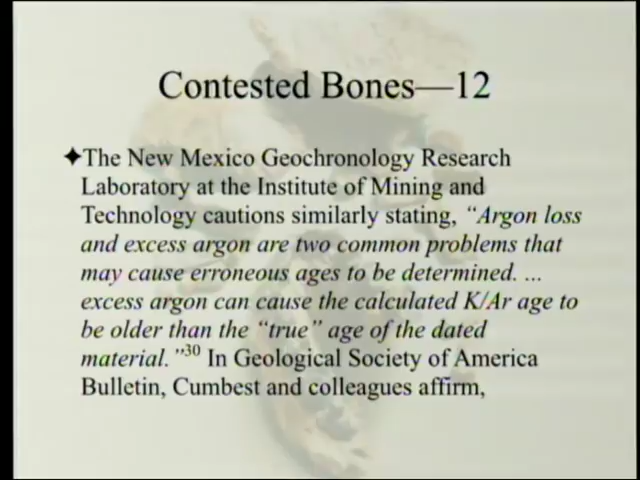 Contested Bones—12
✦The New Mexico Geochronology Research
Laboratory at the Institute of Mining and
Technology cautions similarly stating, “Argon loss
and excess argon are two common problems that
may cause erroneous ages to be determined. ...
excess argon can cause the calculated K/Ar age to
be older than the “true” age of the dated
material.”30 In Geological Society of America
Bulletin, Cumbest and colleagues affirm,